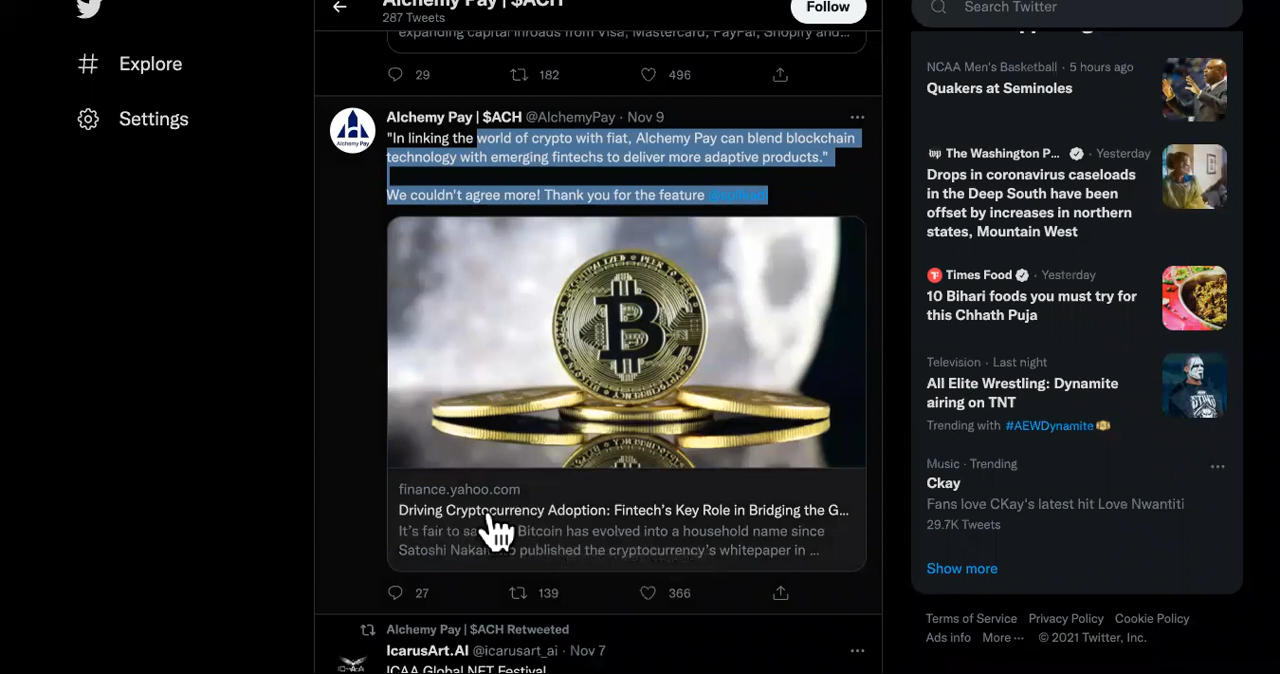 Explore
Settings
Alchemy Pay | $ACH
287 Tweets
Follow
expanding capital inroads from Visa, Mastercard, PayPal, Shopify and...
29
182
496
Alchemy Pay | $ACH @AlchemyPay · Nov 9
"In linking the world of crypto with fiat, Alchemy Pay can blend blockchain
technology with emerging fintechs to deliver more adaptive products."
We couldn't agree more! Thank you for the feature
Alchemy Pay
finance.yahoo.com
Driving Cryptocurrency Adoption: Fintech's Key Role in Bridging the G...
It's fair to Bitcoin has evolved into a household name since
Satoshi published the cryptocurrency's whitepaper in ...
27
139
366
Alchemy Pay | $ACH Retweeted
IcarusArt.AI @icarusart_ai · Nov 7
ICAA Global NFT Festival
Search Twitter
NCAA Men's Basketball · 5 hours ago
Quakers at Seminoles
wp The Washington P... · Yesterday
Drops in coronavirus caseloads
in the Deep South have been
offset by increases in northern
states, Mountain West
Times Food · Yesterday
10 Bihari foods you must try for
this Chhath Puja
Television · Last night
All Elite Wrestling: Dynamite
airing on TNT
Trending with #AEWDynamite
Music · Trending
Ckay
Fans love CKay's latest hit Love Nwantiti
29.7K Tweets
Show more
Terms of Service Privacy Policy Cookie Policy
Ads info More ··· © 2021 Twitter, Inc.